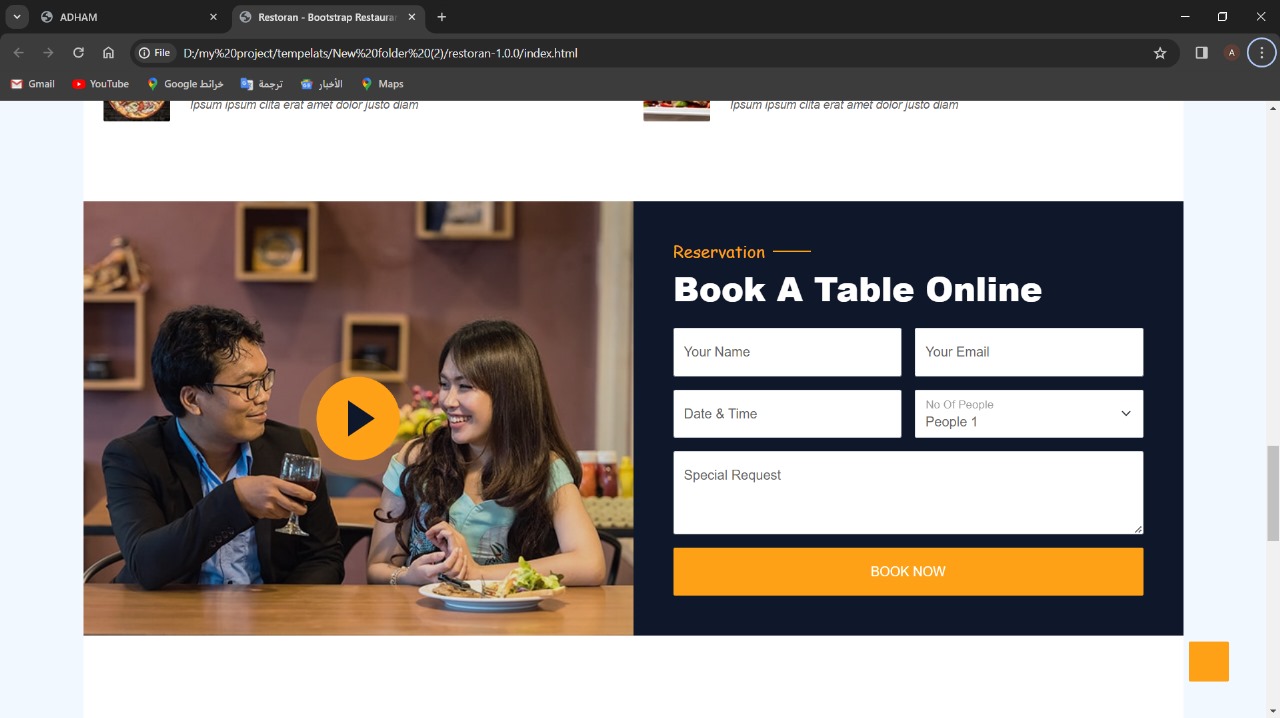 ADHAM
Restoran - Bootstrap Restaura
File
D:/my%20project/tempelats/New%20folder%20(2)/restoran-1.0.0/index.html
A
Gmail
YouTube
خرائط Google
ترجمة
الأخبار
Maps
Ipsum ipsum clita erat amet dolor justo diam
Ipsum ipsum clita erat amet dolor justo diam
Reservation
Book A Table Online
Your Name
Your Email
Date & Time
No Of People
People 1
Special Request
BOOK NOW